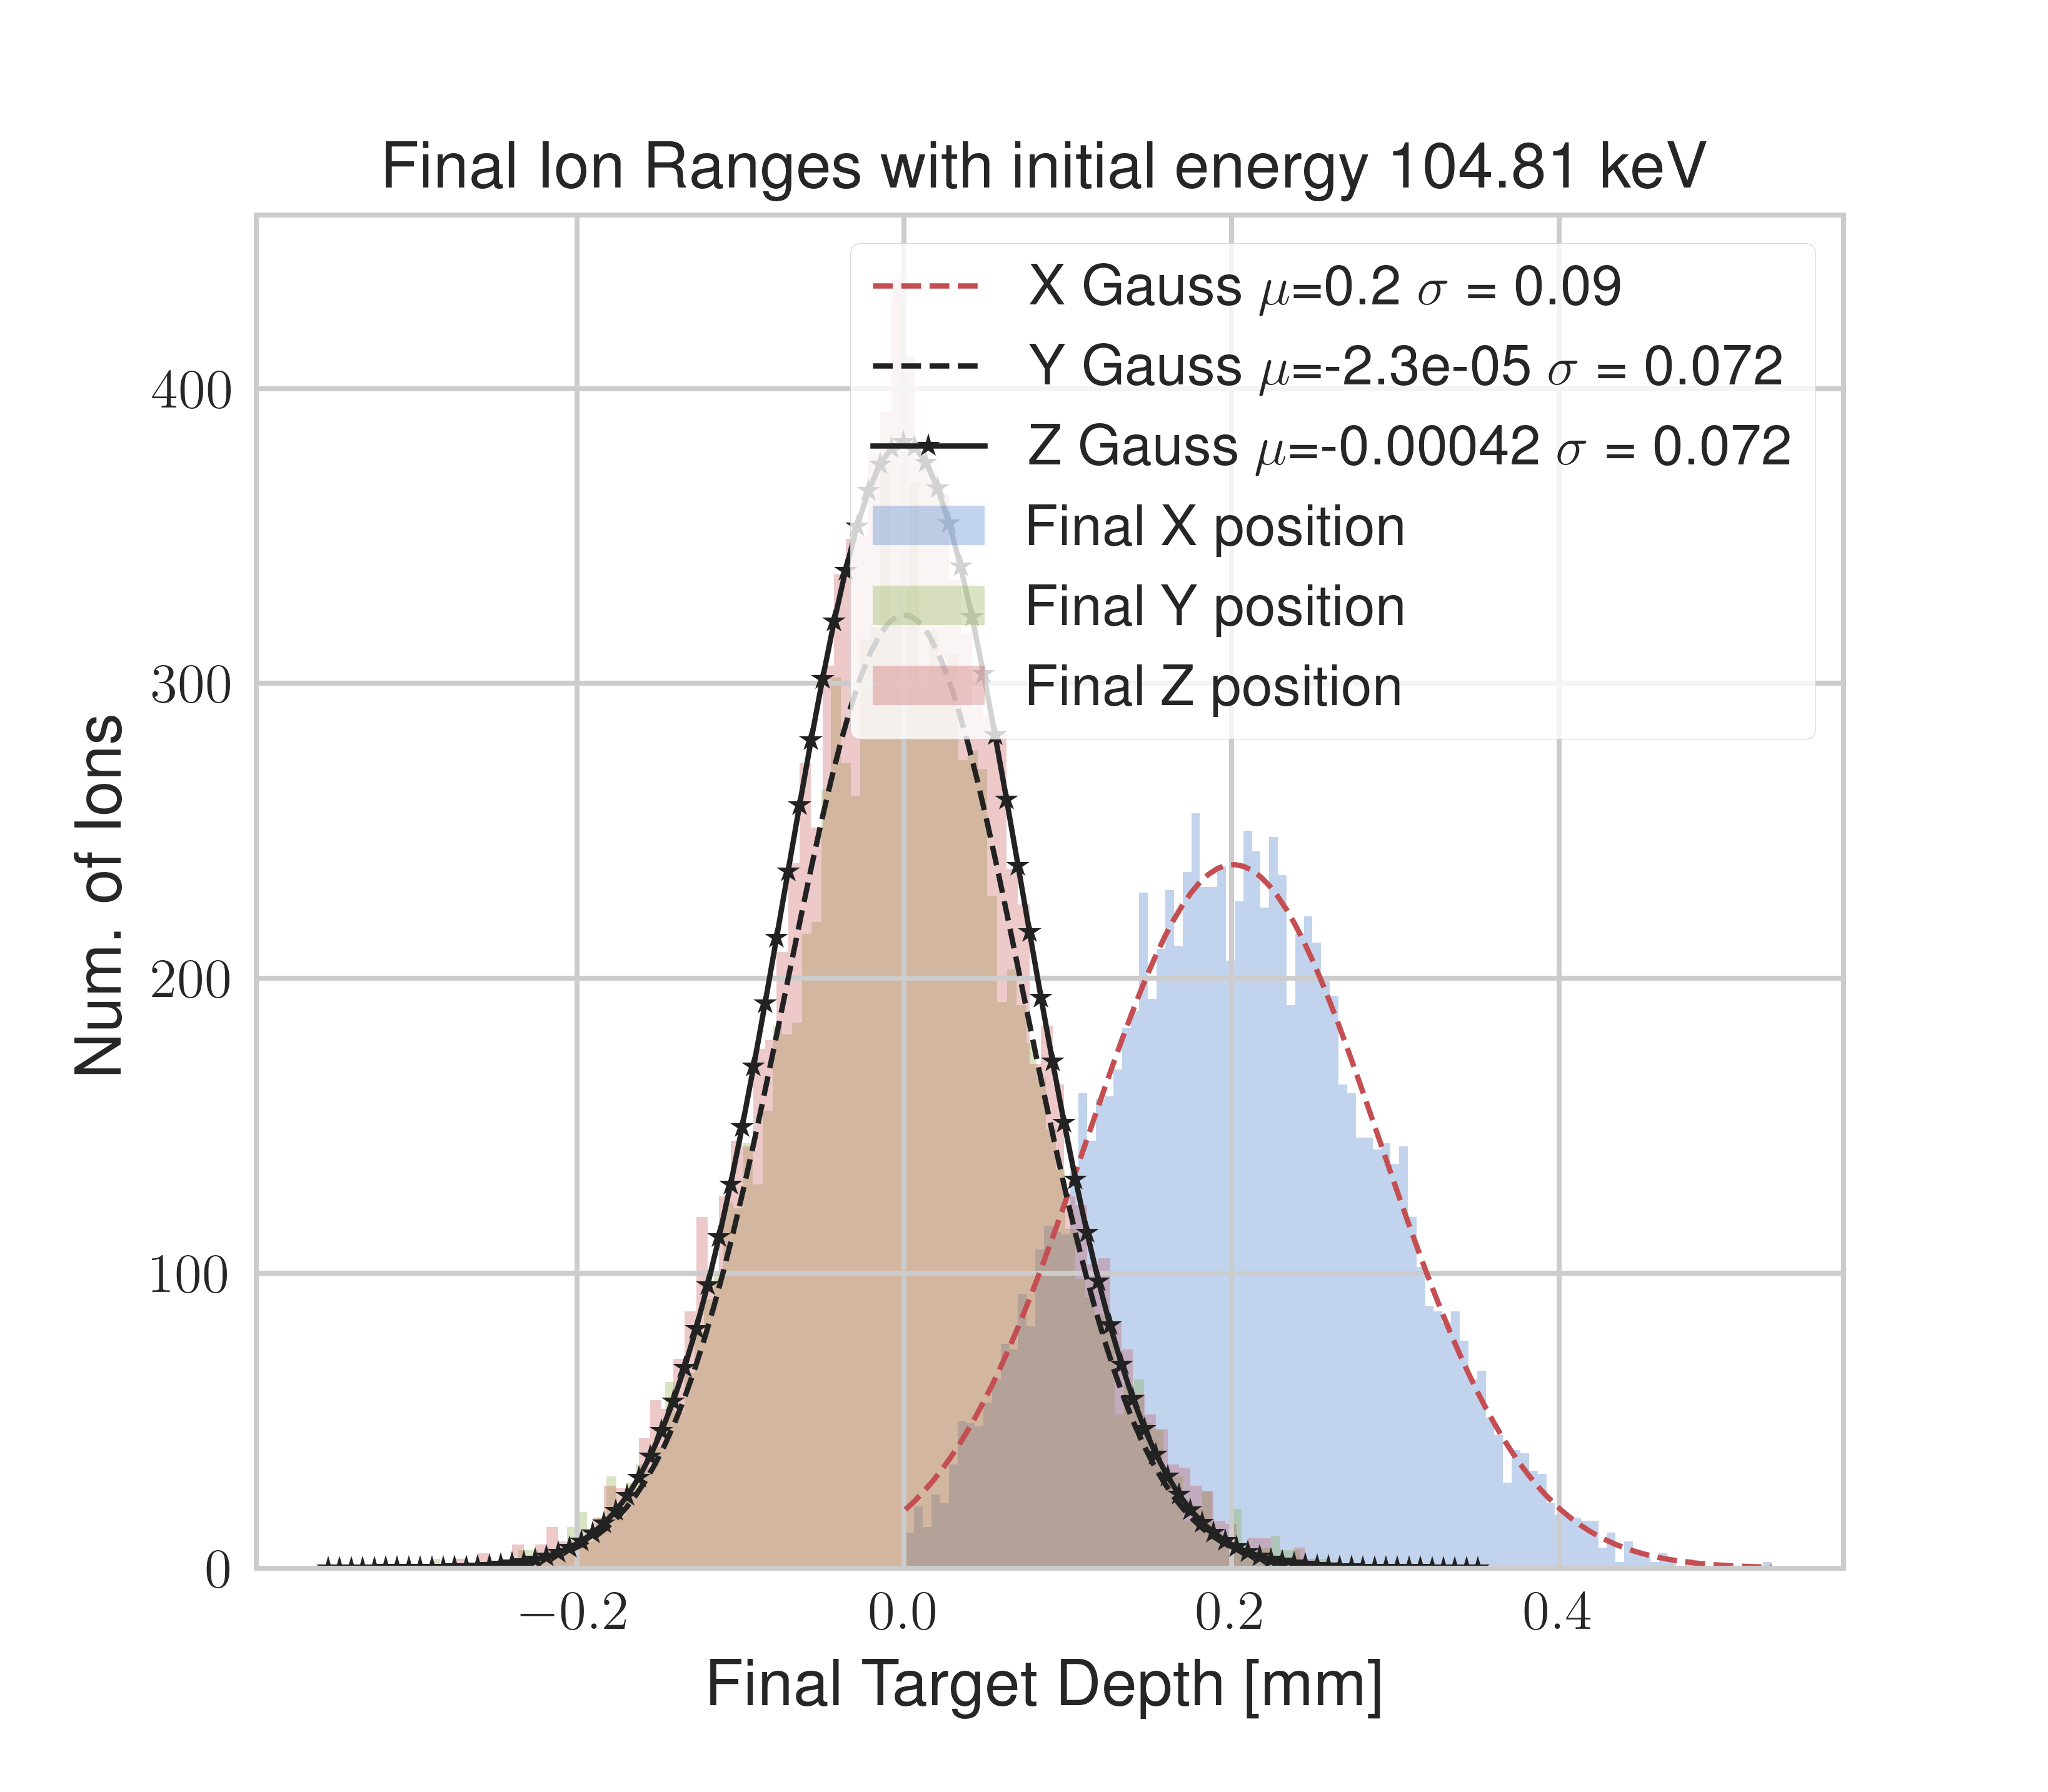 Final Ion Ranges with initial energy 104.81 keV
X Gauss μ=0.2 σ = 0.09
Y Gauss μ=-2.3e-05 σ = 0.072
Z Gauss μ=-0.00042 σ = 0.072
Final X position
Final Y position
Final Z position
Num. of Ions
400
300
200
100
0
−0.2 0.0 0.2 0.4
Final Target Depth [mm]